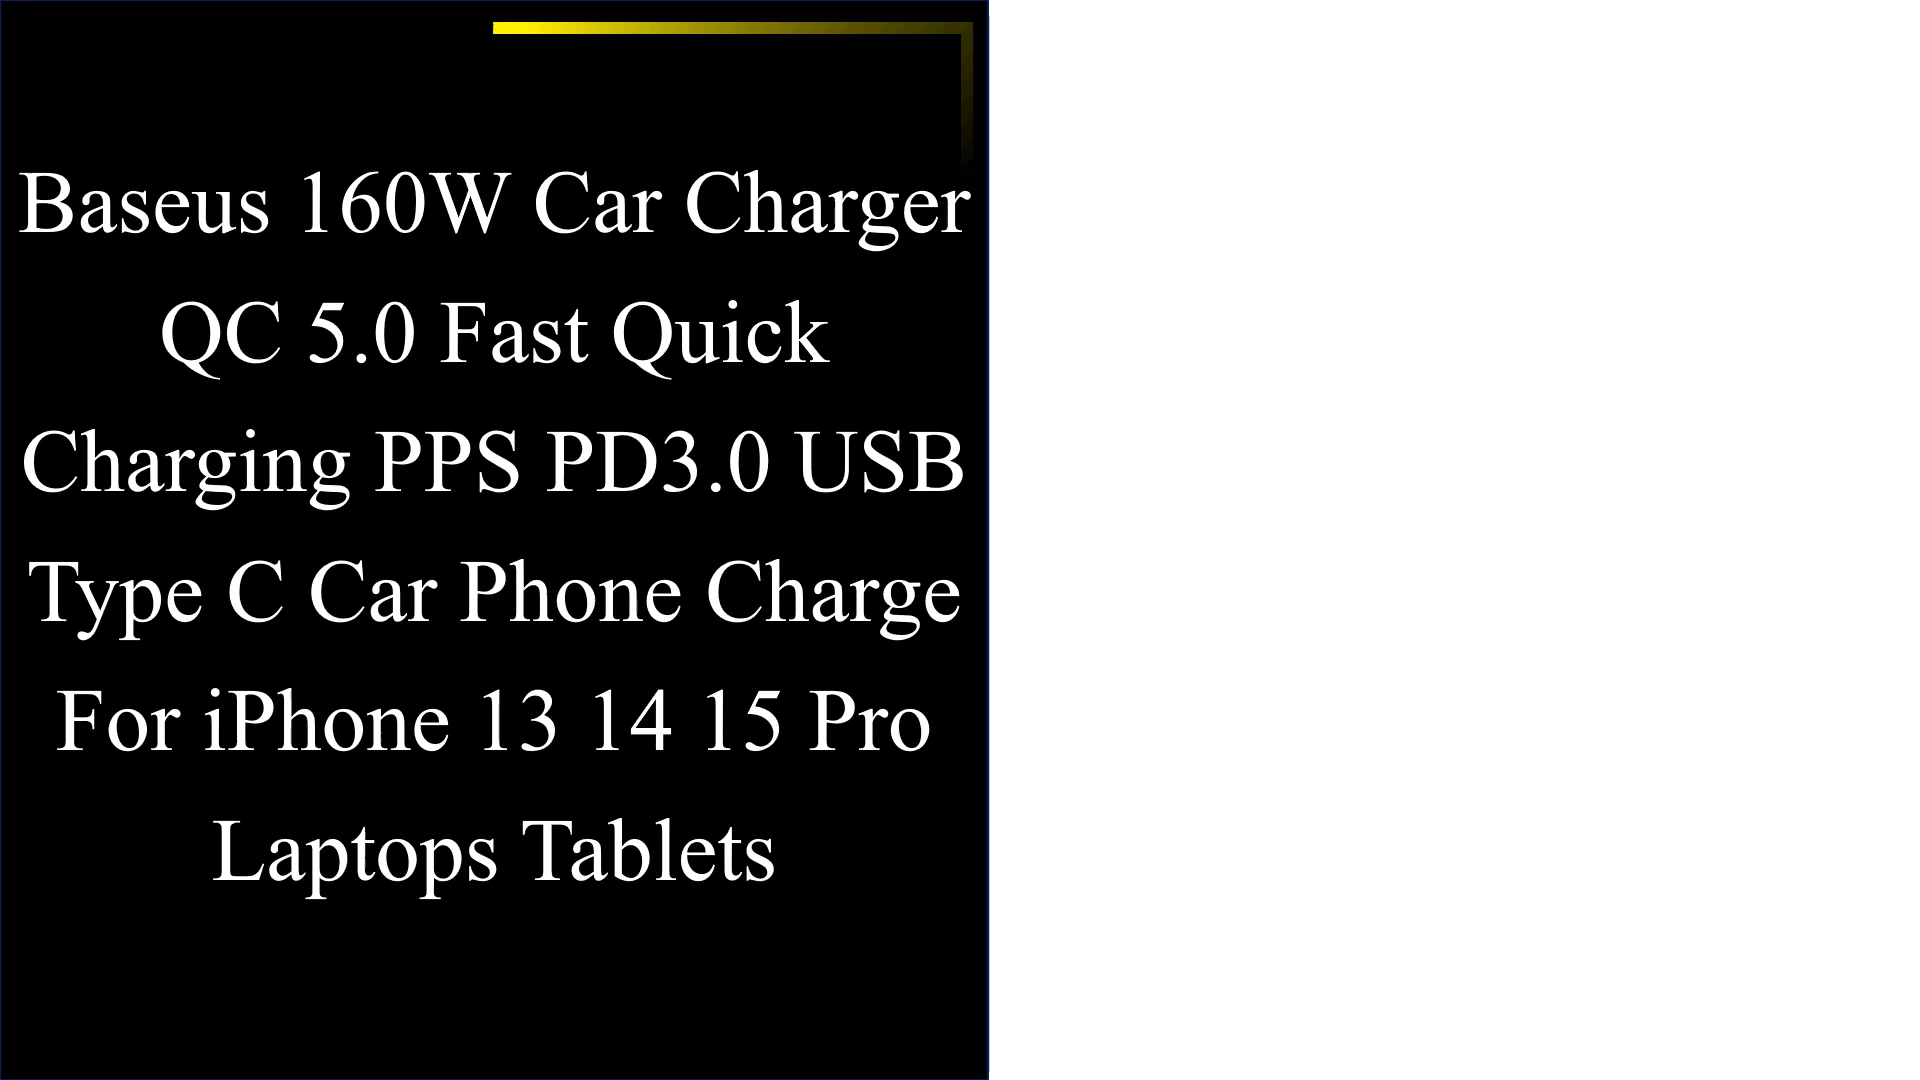 Baseus 160W Car Charger
QC 5.0 Fast Quick
Charging PPS PD3.0 USB
Type C Car Phone Charge
For iPhone 13 14 15 Pro
Laptops Tablets